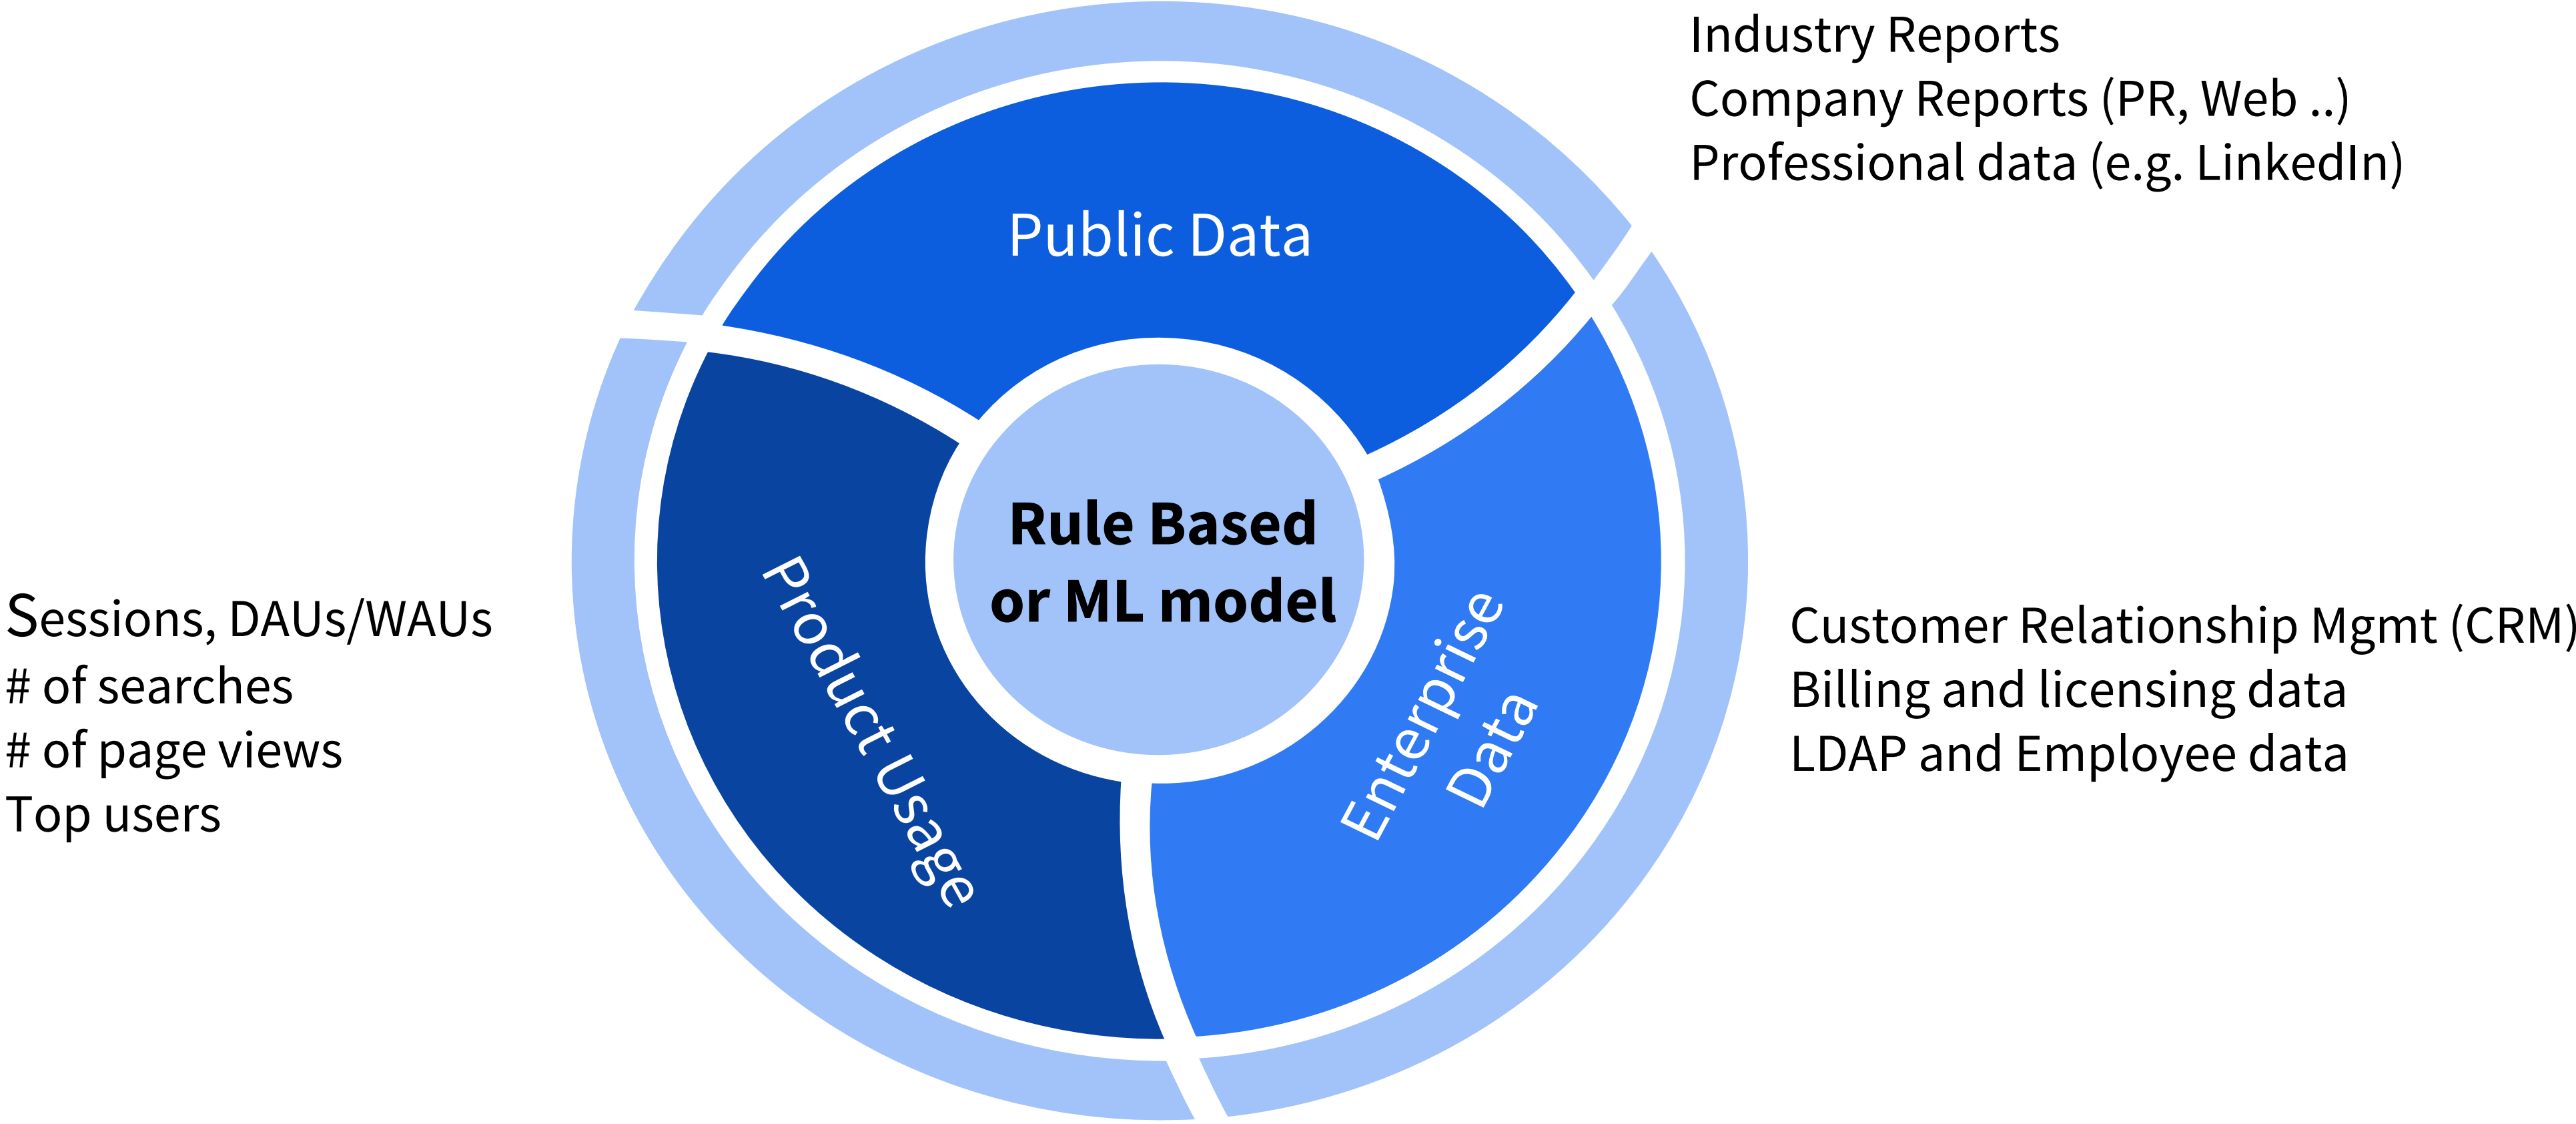 Industry Reports
Company Reports (PR, Web ..)
Professional data (e.g. LinkedIn)
Public Data
Rule Based
or ML model
Product Usage
Enterprise
Data
Sessions, DAUs/WAUs
# of searches
# of page views
Top users
Customer Relationship Mgmt (CRM)
Billing and licensing data
LDAP and Employee data